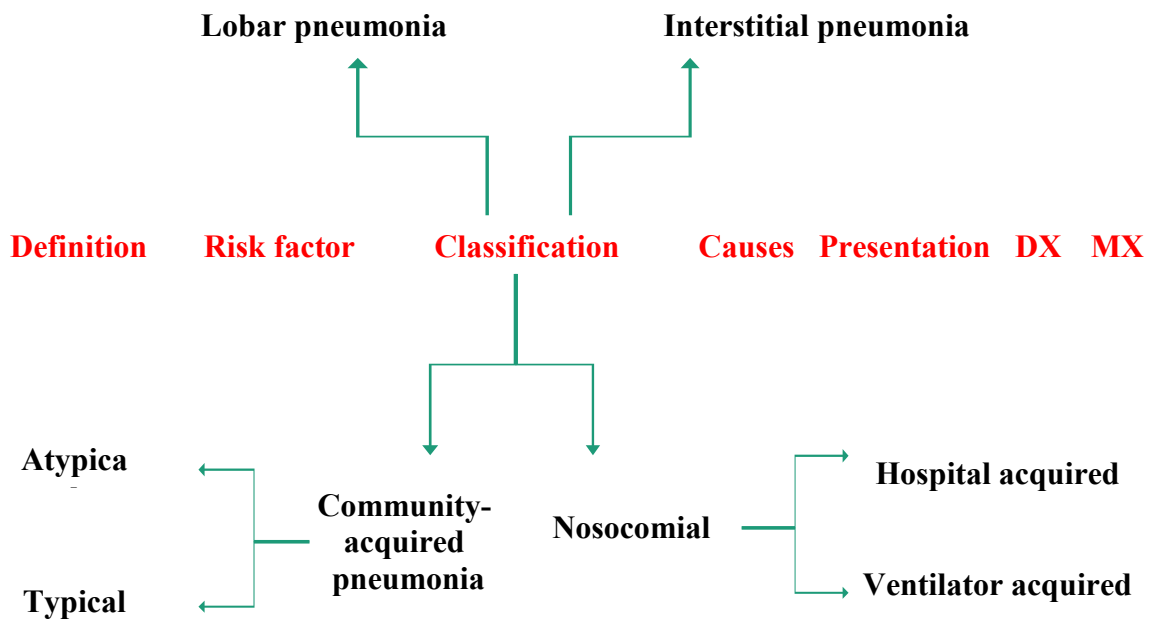 Lobar pneumonia Interstitial pneumonia
Definition Risk factor Classification Causes Presentation DX MX
Atypica
Community-
acquired
pneumonia
Nosocomial
Hospital acquired
Typical
Ventilator acquired